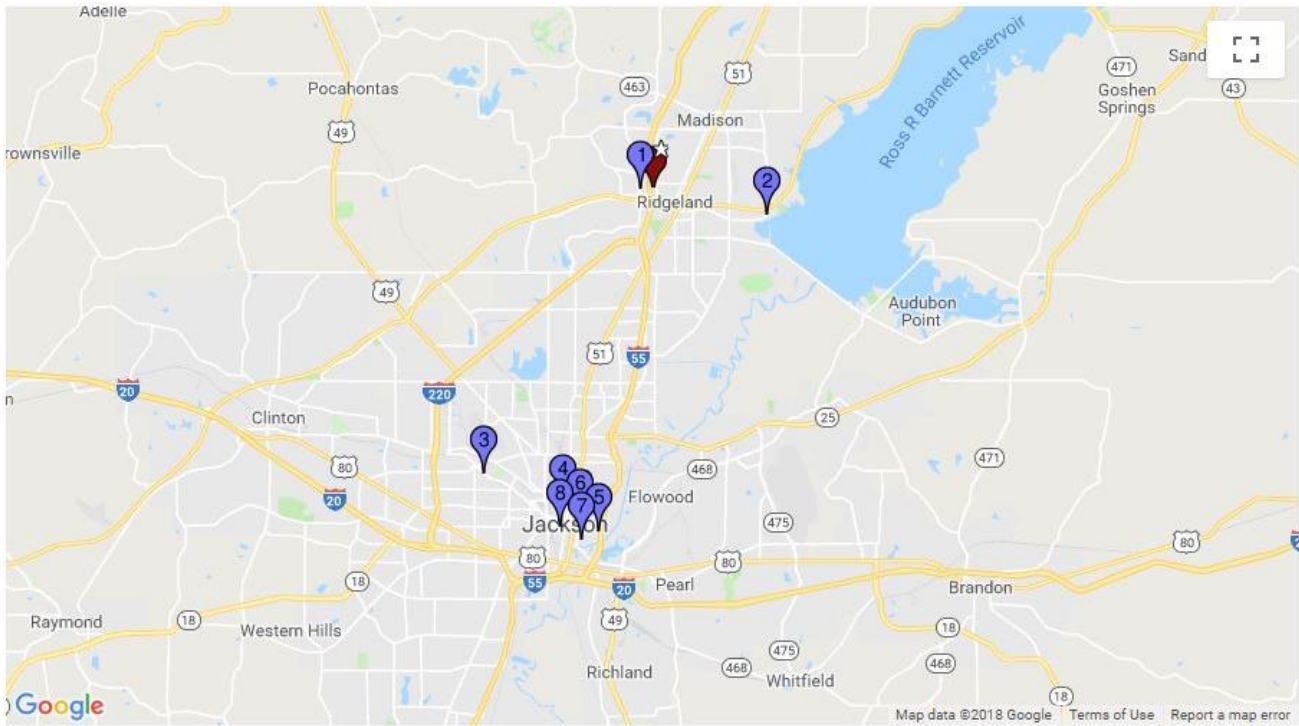 Adelle
Ross R Barnett Reservoir
51
471
Sand
Pocahontas
463
Goshen
Springs
43
49
Madison
rownsville
1
2
Ridgeland
49
Audubon
Point
51
55
20
220
n
Clinton
25
3
80
4
468
471
6
20
8
5
Flowood
7
Jackson
475
80
80
80
2
18
55
20
Pearl
Brandon
Raymond
18
Western Hills
49
18
475
468
Richland
468
Whitfield
18
Google
Map data ©2018 Google Terms of Use Report a map error